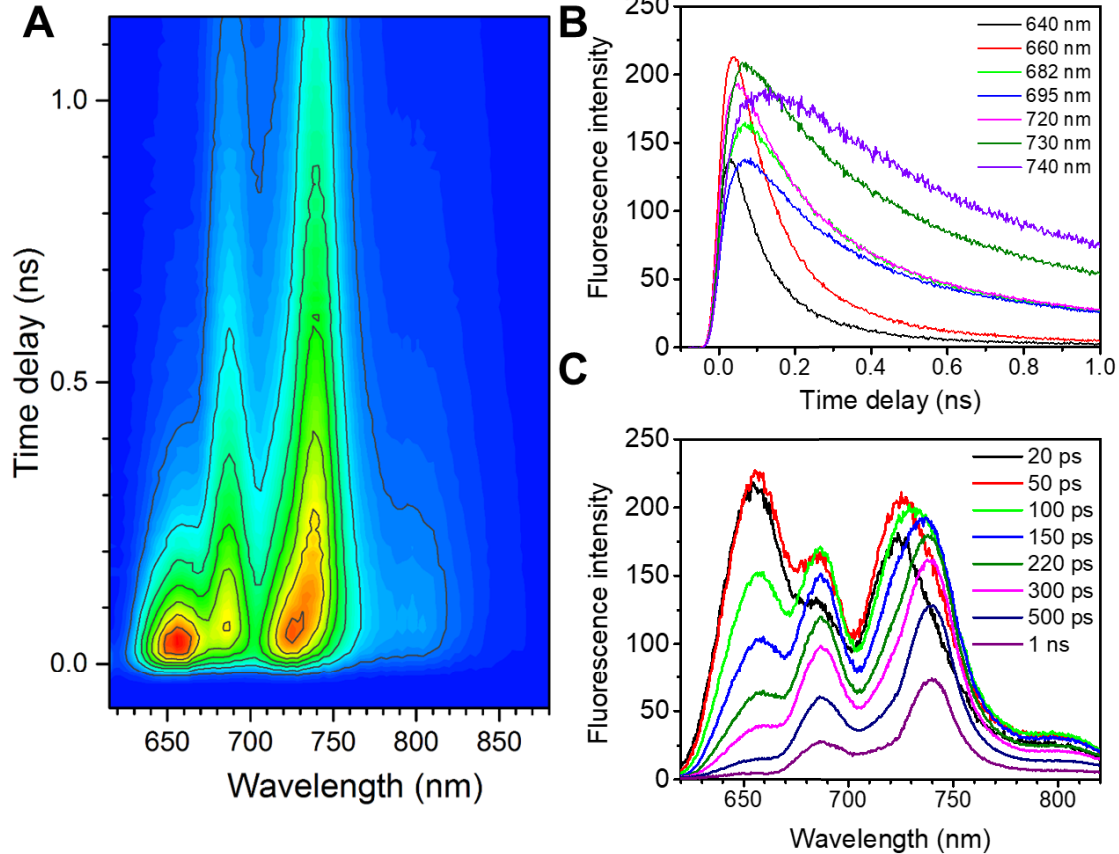 A
Time delay (ns)
1.0
0.5
0.0
650
700
750
800
850
Wavelength (nm)
B
Fluorescence intensity
250
200
150
100
50
0
0.0
0.2
0.4
0.6
0.8
1.0
Time delay (ns)
640 nm
660 nm
682 nm
695 nm
720 nm
730 nm
740 nm
C
Fluorescence intensity
250
200
150
100
50
0
650
700
750
800
Wavelength (nm)
20 ps
50 ps
100 ps
150 ps
220 ps
300 ps
500 ps
1 ns